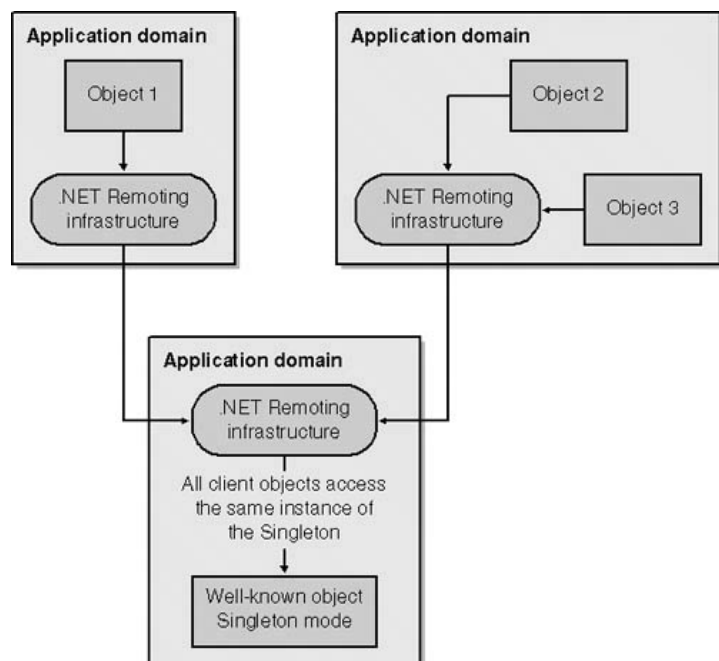 Application domain
Object 1
.NET Remoting
infrastructure
Application domain
Object 2
.NET Remoting
infrastructure
Object 3
Application domain
.NET Remoting
infrastructure
All client objects access
the same instance of
the Singleton
Well-known object
Singleton mode